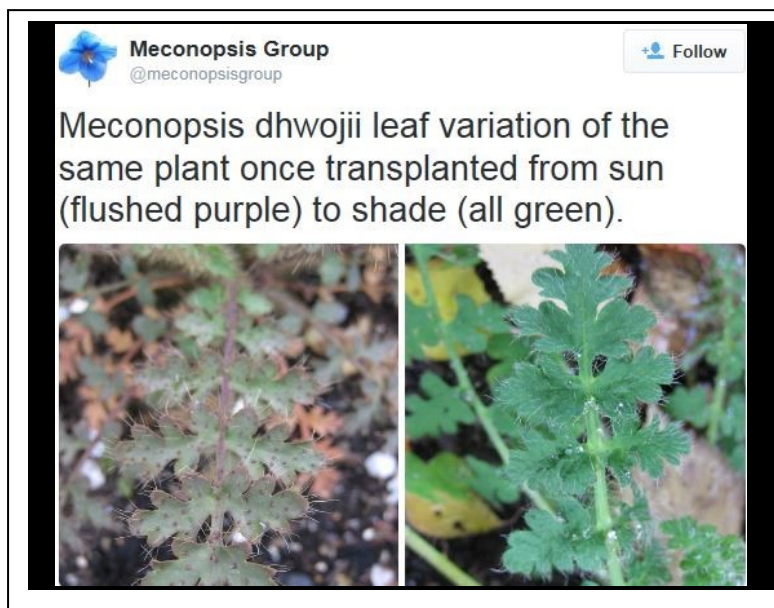 Meconopsis Group
@meconopsisgroup
Follow
Meconopsis dhwojii leaf variation of the
same plant once transplanted from sun
(flushed purple) to shade (all green).